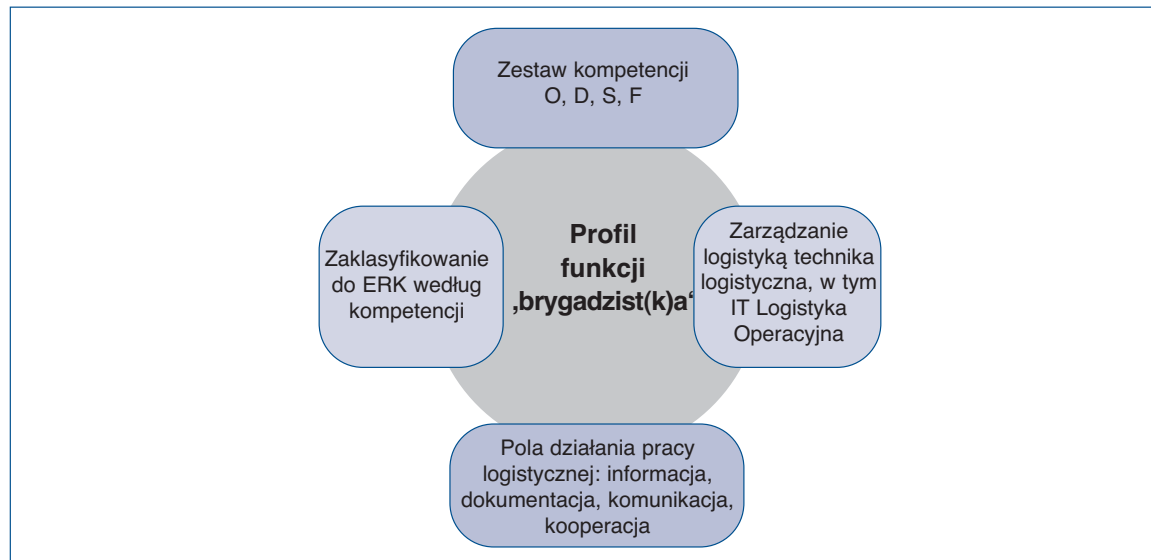 Zestaw kompetencji
O, D, S, F
Zaklasyfikowanie
do ERK według
kompetencji
Profil
funkcji
‚brygadzist(k)a‘
Zarządzanie
logistyką technika
logistyczna, w tym
IT Logistyka
Operacyjna
Pola działania pracy
logistycznej: informacja,
dokumentacja, komunikacja,
kooperacja